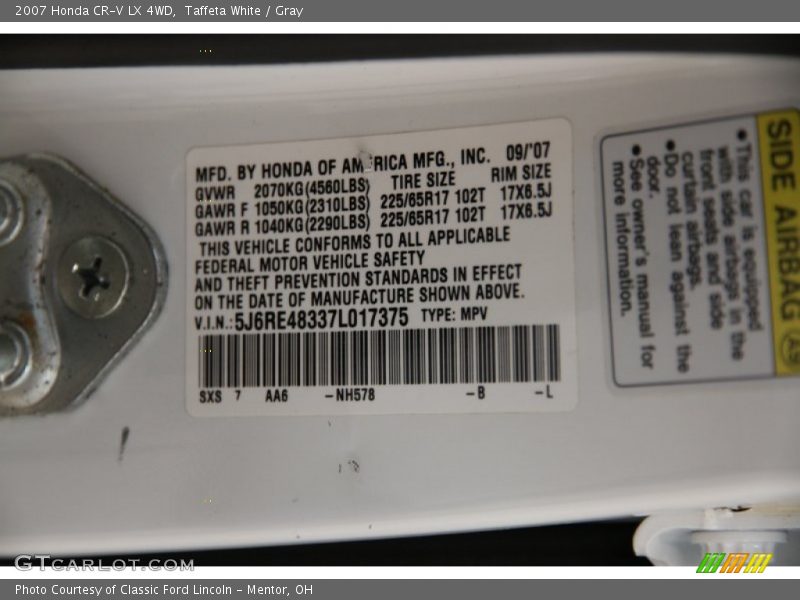 2007 Honda CR-V LX 4WD,  Taffeta White / Gray
MFD. BY HONDA OF AMERICA MFG., INC. 09/'07
GVWR 2070KG(4560LBS) TIRE SIZE RIM SIZE
GAWR F 1050KG(2310LBS) 225/65R17 102T 17X6.5J
GAWR R 1040KG(2290LBS) 225/65R17 102T 17X6.5J
THIS VEHICLE CONFORMS TO ALL APPLICABLE
FEDERAL MOTOR VEHICLE SAFETY
AND THEFT PREVENTION STANDARDS IN EFFECT
ON THE DATE OF MANUFACTURE SHOWN ABOVE.
V.I.N.: 5J6RE48337L017375 TYPE: MPV
SXS 7 AA6 -NH578 -B -L
SIDE AIRBAG
• This car is equipped
with side airbags in the
front seats and side
curtain airbags.
• Do not lean against the
door.
• See owner's manual for
more information.
GTCARLOT.COM
Photo Courtesy of Classic Ford Lincoln - Mentor, OH